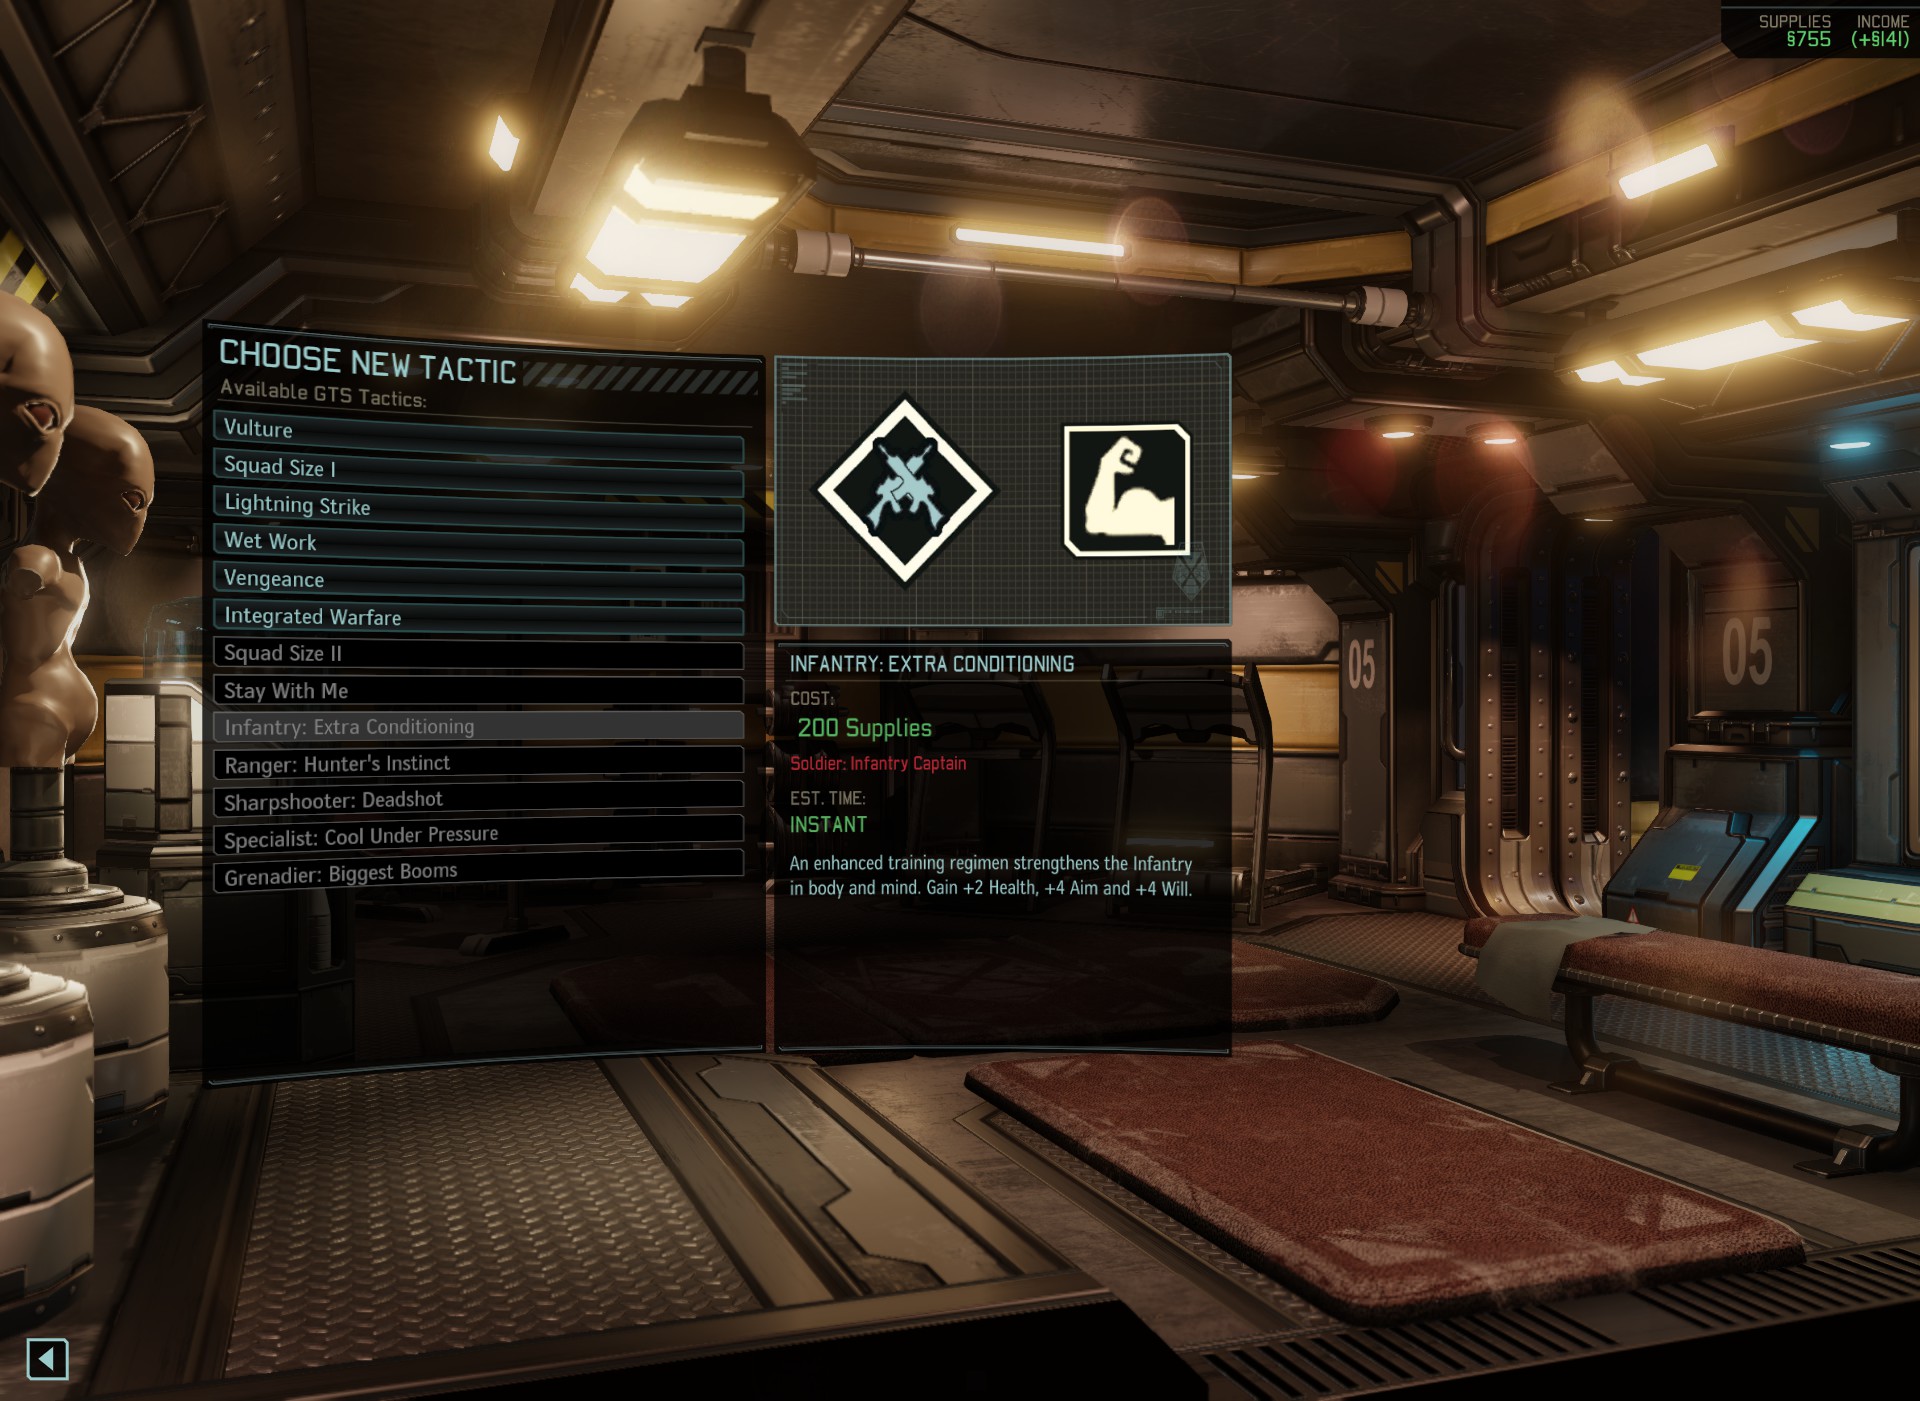 SUPPLIES INCOME
§755 (+§141)
CHOOSE NEW TACTIC
Available GTS Tactics:
Vulture
Squad Size I
Lightning Strike
Wet Work
Vengeance
Integrated Warfare
Squad Size II
Stay With Me
Infantry: Extra Conditioning
Ranger: Hunter's Instinct
Sharpshooter: Deadshot
Specialist: Cool Under Pressure
Grenadier: Biggest Booms
INFANTRY: EXTRA CONDITIONING
COST:
200 Supplies
Soldier: Infantry Captain
EST. TIME:
INSTANT
An enhanced training regimen strengthens the Infantry
in body and mind. Gain +2 Health, +4 Aim and +4 Will.
05
05